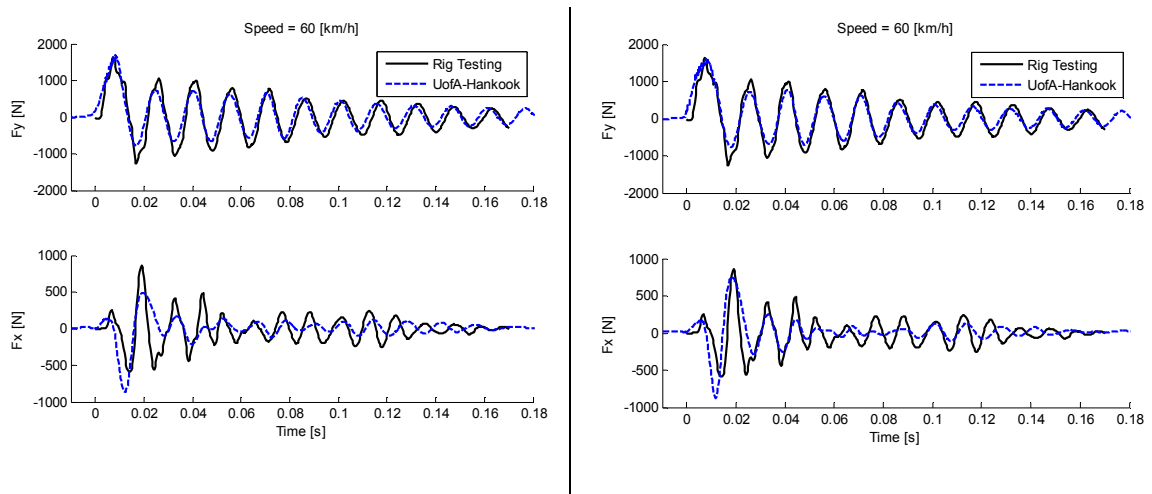 Speed = 60 [km/h]
2000
1000
0
-1000
-2000
Fy [N]
Rig Testing
UofA-Hankook
0 0.02 0.04 0.06 0.08 0.1 0.12 0.14 0.16 0.18
1000
500
0
-500
-1000
Fx [N]
0 0.02 0.04 0.06 0.08 0.1 0.12 0.14 0.16 0.18
Time [s]
Speed = 60 [km/h]
2000
1000
0
-1000
-2000
Fy [N]
Rig Testing
UofA-Hankook
0 0.02 0.04 0.06 0.08 0.1 0.12 0.14 0.16 0.18
1000
500
0
-500
-1000
Fx [N]
0 0.02 0.04 0.06 0.08 0.1 0.12 0.14 0.16 0.18
Time [s]